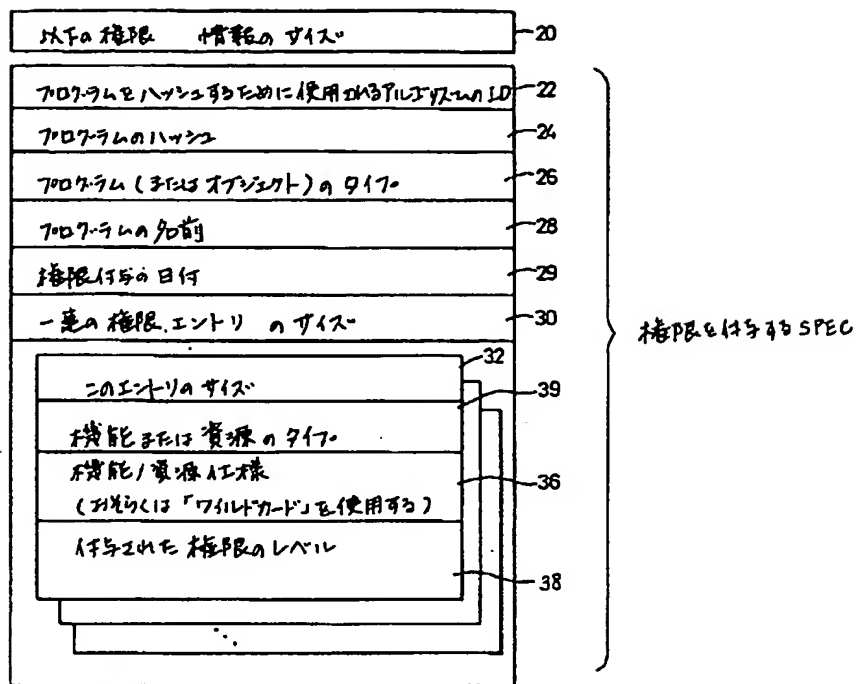 以下の権限 情報のサイズ 20
プログラムをハッシュするために使用されるアルゴリズムのID 22
プログラムのハッシュ 24
プログラム(またはオブジェクト)のタイプ 26
プログラムの名前 28
権限付与の日付 29
一連の権限、エントリ のサイズ 30
権限を付与するSPEC
32
このエントリのサイズ
39
機能または資源のタイプ
機能/資源仕様 36
(おそらくは「ワイルドカード」を使用する)
付与された権限のレベル
38